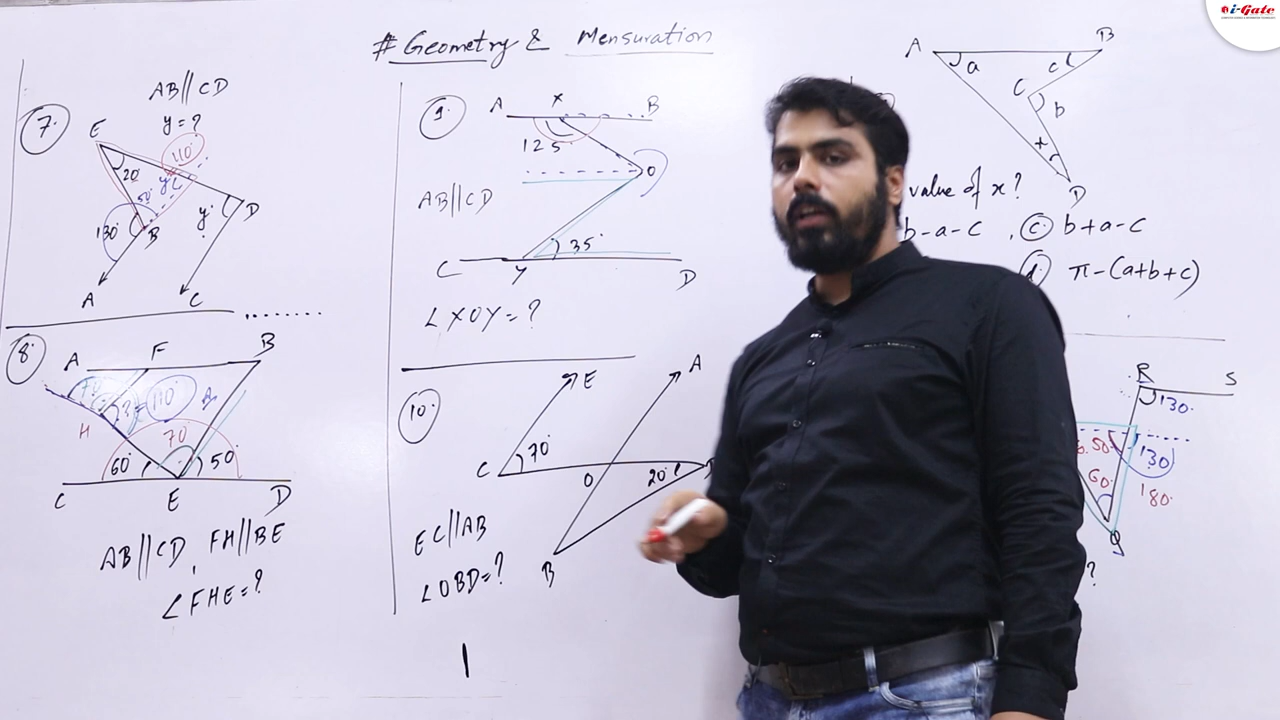 i-Gate
# Geometry & Mensuration
7.
AB||CD
y = ?
E
110°
20°
y
50°
130°
B
y
?
D
A
C
8.
A
F
B
70
? = 110°
H
60°
70°
50°
C
E
D
AB||CD, FH||BE
∠FHE = ?
9.
A
X
B
125°
O
AB||CD
35°
C
Y
D
∠XOY = ?
10.
E
A
C
70°
O
20°
B
EC||AB
∠OBD = ?
A
B
a
c
C
b
x
D
value of x?
b-a-c , (c) b+a-c
(d) π-(a+b+c)
R
S
130°
50°
130
60°
180°
Q
?